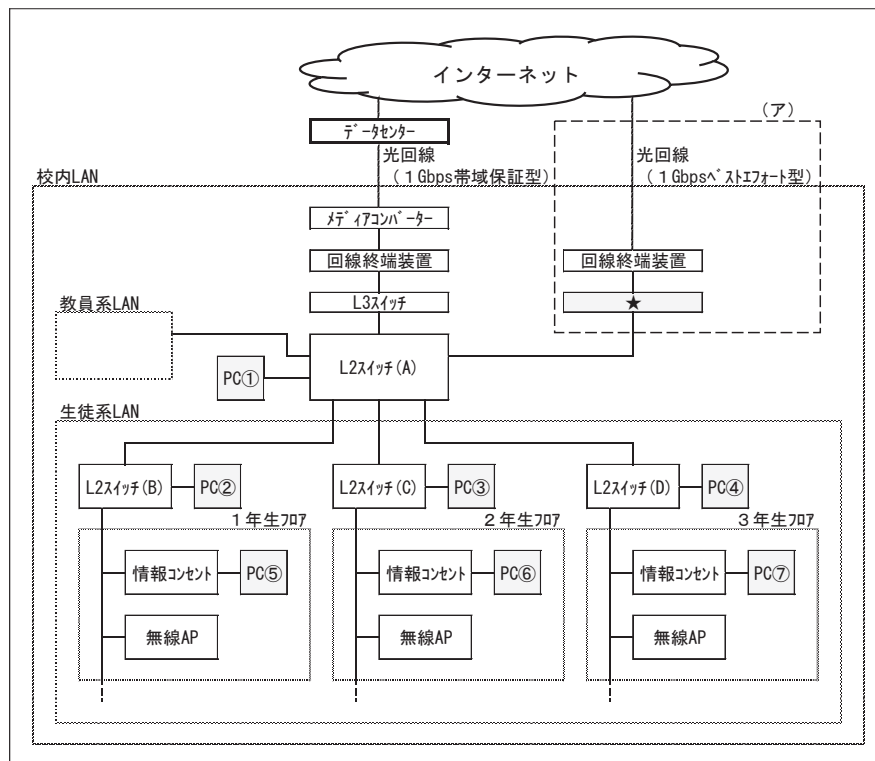 インターネット
(ア)
ﾃﾞｰﾀｾﾝﾀｰ
光回線
(1Gbps帯域保証型)
光回線
(1Gbpsﾍﾞｽﾄｴﾌｫｰﾄ型)
校内LAN
ﾒﾃﾞｨｱｺﾝﾊﾞｰﾀｰ
回線終端装置
回線終端装置
L3ｽｲｯﾁ
★
教員系LAN
L2ｽｲｯﾁ(A)
PC①
生徒系LAN
L2ｽｲｯﾁ(B)
PC②
L2ｽｲｯﾁ(C)
PC③
L2ｽｲｯﾁ(D)
PC④
1年生ﾌﾛｱ
2年生ﾌﾛｱ
3年生ﾌﾛｱ
情報ｺﾝｾﾝﾄ
PC⑤
情報ｺﾝｾﾝﾄ
PC⑥
情報ｺﾝｾﾝﾄ
PC⑦
無線AP
無線AP
無線AP